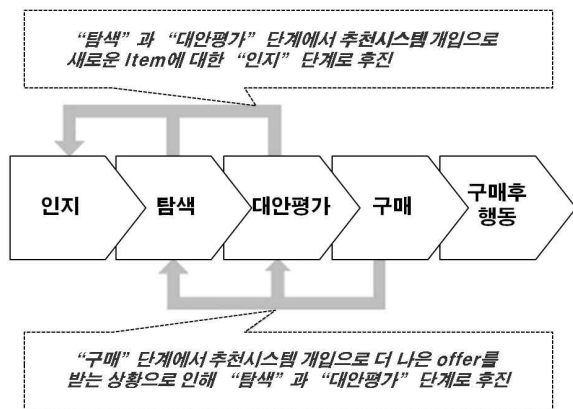 “탐색” 과 “대안평가” 단계에서 추천시스템 개입으로
새로운 Item에 대한 “인지” 단계로 후진
인지
탐색
대안평가
구매
구매후
행동
“구매” 단계에서 추천시스템 개입으로 더 나은 offer를
받는 상황으로 인해 “탐색” 과 “대안평가” 단계로 후진